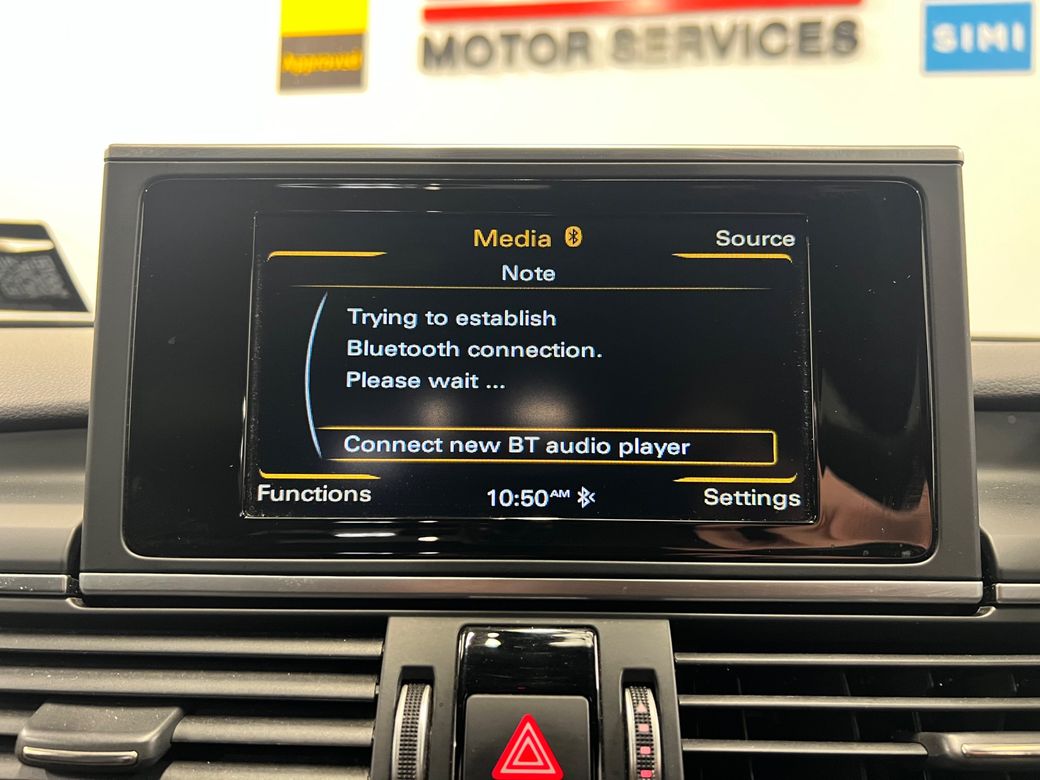 Approved
MOTOR SERVICES
SIMI
Media
Source
Note
Trying to establish
Bluetooth connection.
Please wait ...
Connect new BT audio player
Functions
10:50AM
Settings